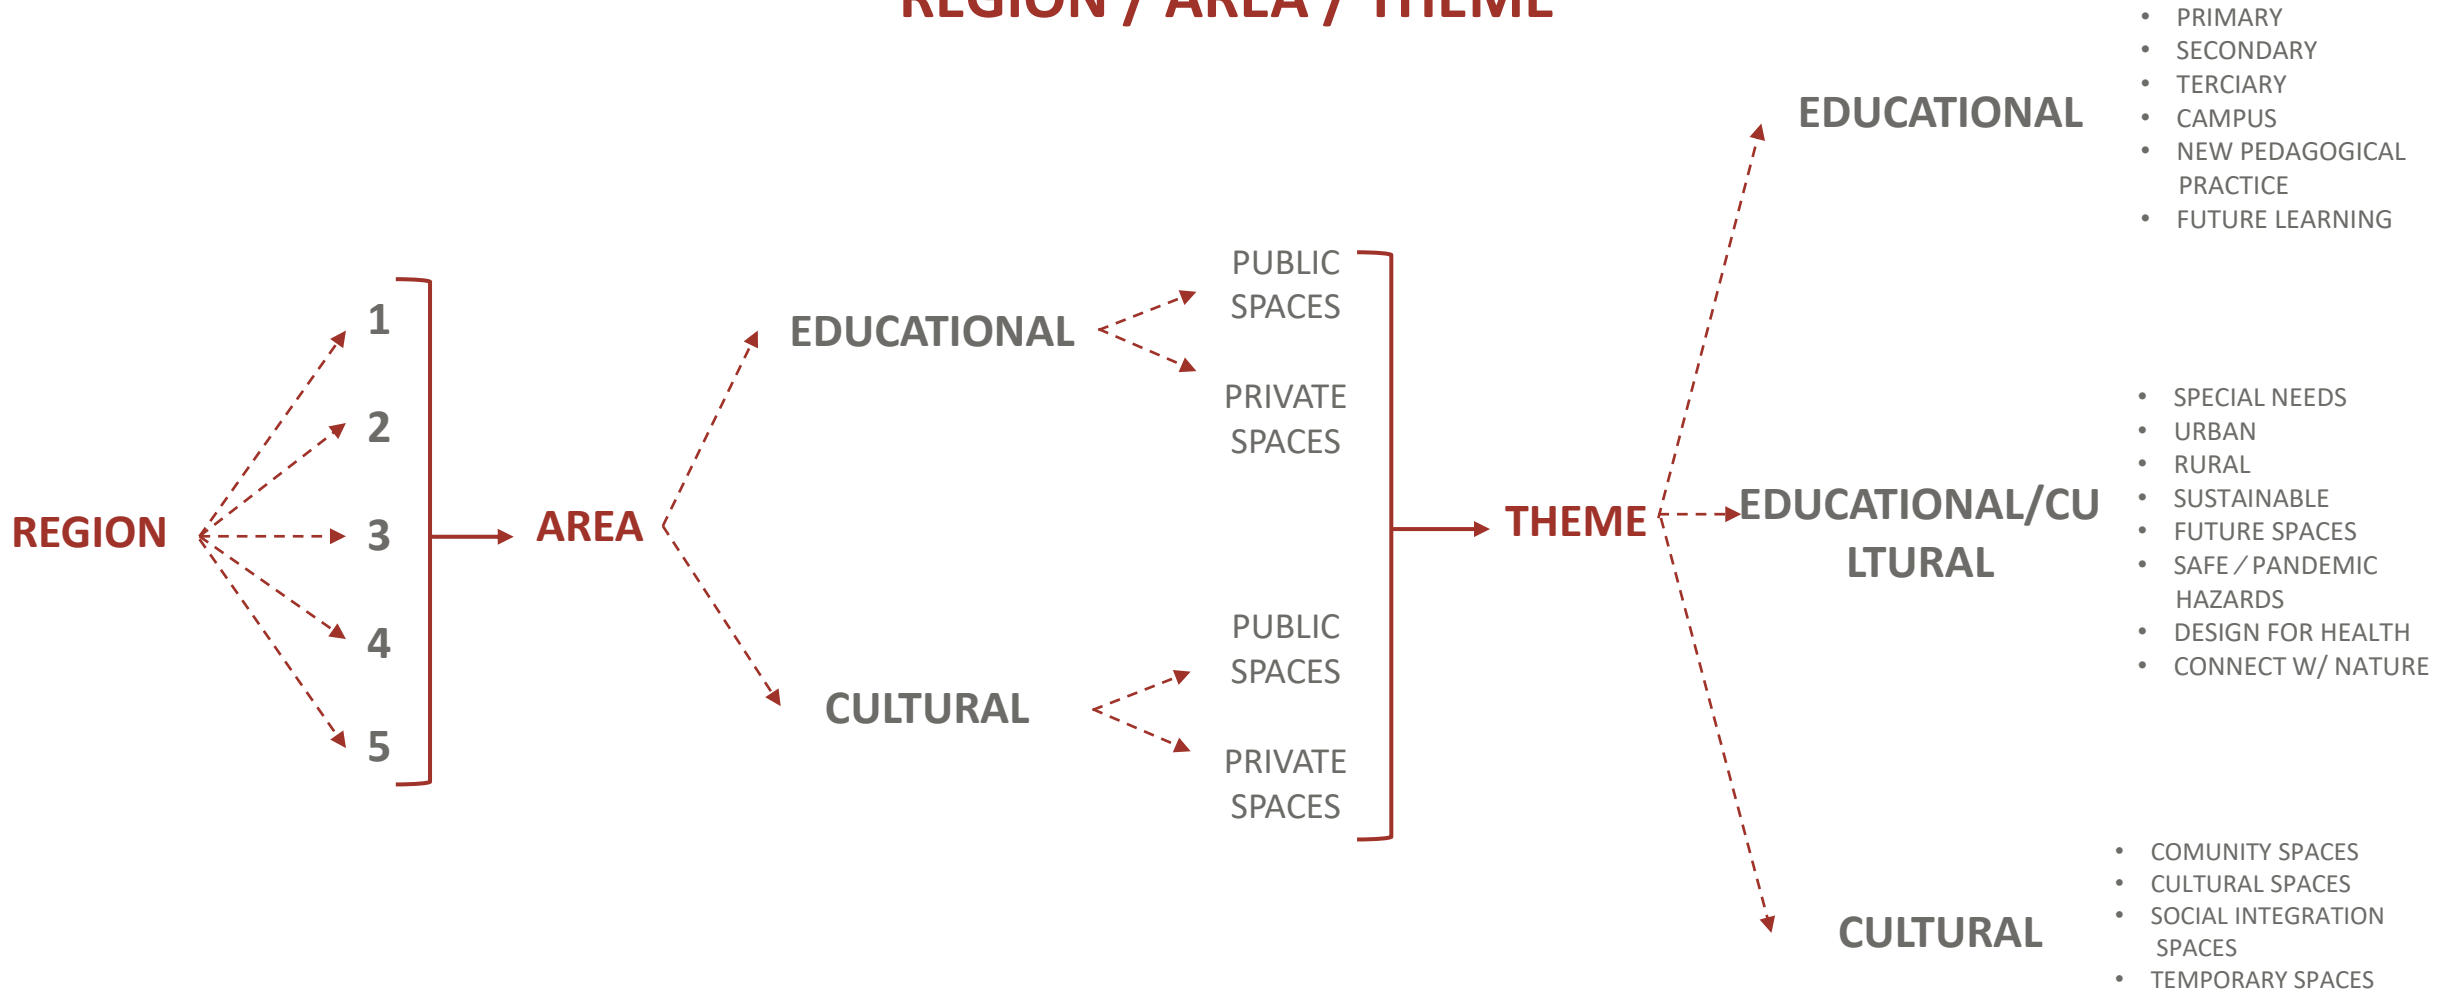 REGION / AREA / THEME
REGION
1
2
3
4
5
AREA
EDUCATIONAL
PUBLIC
SPACES
PRIVATE
SPACES
CULTURAL
PUBLIC
SPACES
PRIVATE
SPACES
THEME
EDUCATIONAL
• PRIMARY
• SECONDARY
• TERCIARY
• CAMPUS
• NEW PEDAGOGICAL
PRACTICE
• FUTURE LEARNING
EDUCATIONAL/CU
LTURAL
• SPECIAL NEEDS
• URBAN
• RURAL
• SUSTAINABLE
• FUTURE SPACES
• SAFE / PANDEMIC
HAZARDS
• DESIGN FOR HEALTH
• CONNECT W/ NATURE
CULTURAL
• COMUNITY SPACES
• CULTURAL SPACES
• SOCIAL INTEGRATION
SPACES
• TEMPORARY SPACES